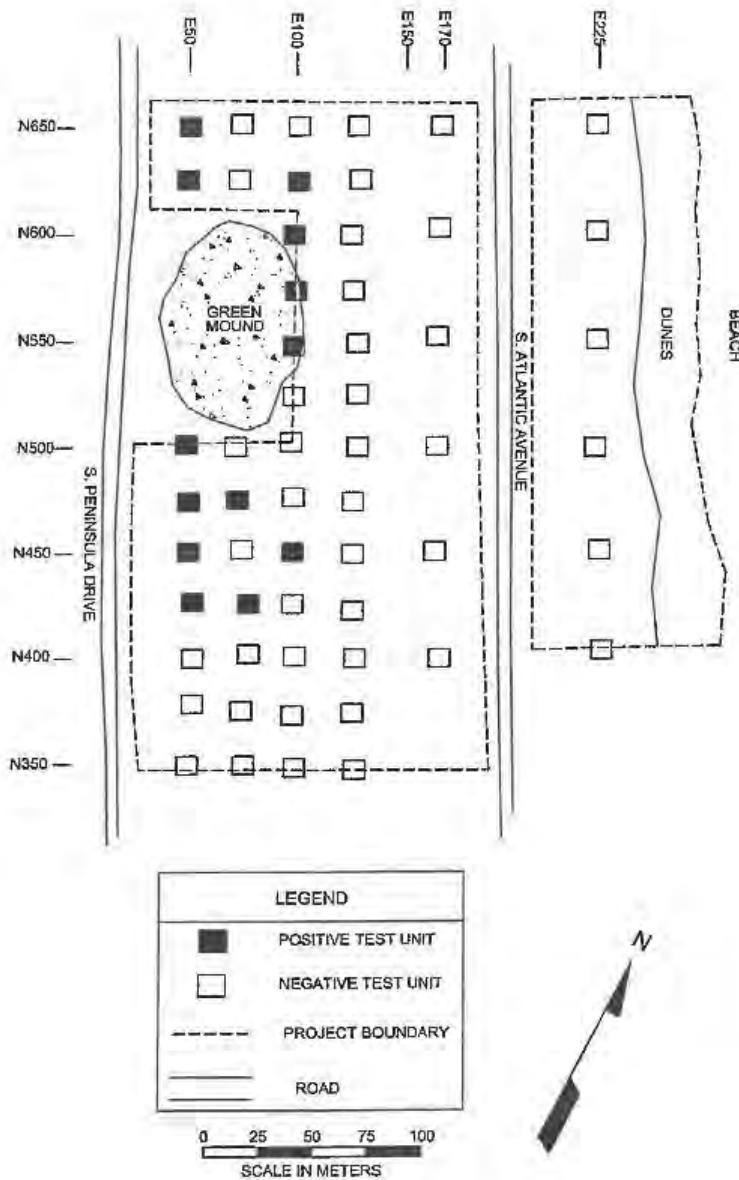 E50
E100
E150
E170
E225
N650
N600
N550
N500
N450
N400
N350
GREEN
MOUND
S. PENINSULA DRIVE
S. ATLANTIC AVENUE
DUNES
BEACH
LEGEND
POSITIVE TEST UNIT
NEGATIVE TEST UNIT
PROJECT BOUNDARY
ROAD
N
0 25 50 75 100
SCALE IN METERS